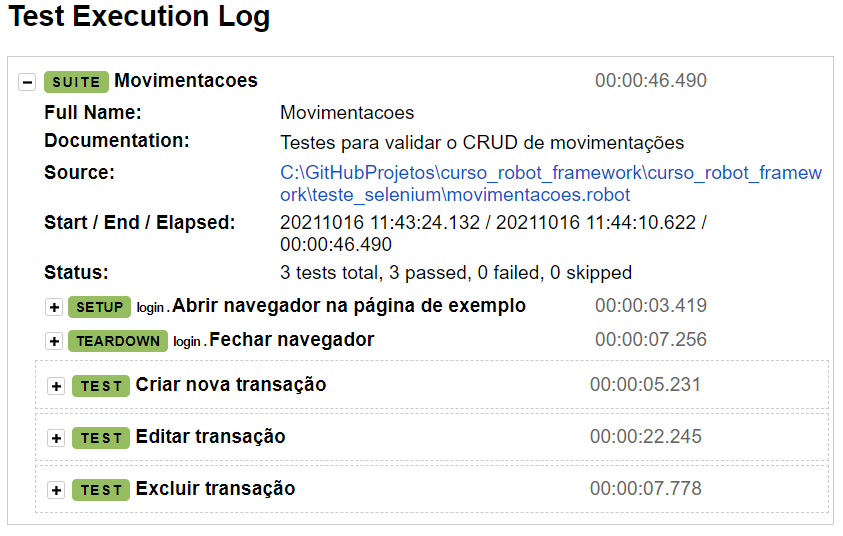 Test Execution Log
SUITE Movimentacoes 00:00:46.490
Full Name: Movimentacoes
Documentation: Testes para validar o CRUD de movimentações
Source: C:\GitHubProjetos\curso_robot_framework\curso_robot_framew
ork\teste_selenium\movimentacoes.robot
Start / End / Elapsed: 20211016 11:43:24.132 / 20211016 11:44:10.622 /
00:00:46.490
Status: 3 tests total, 3 passed, 0 failed, 0 skipped
SETUP login.Abrir navegador na página de exemplo 00:00:03.419
TEARDOWN login.Fechar navegador 00:00:07.256
TEST Criar nova transação 00:00:05.231
TEST Editar transação 00:00:22.245
TEST Excluir transação 00:00:07.778